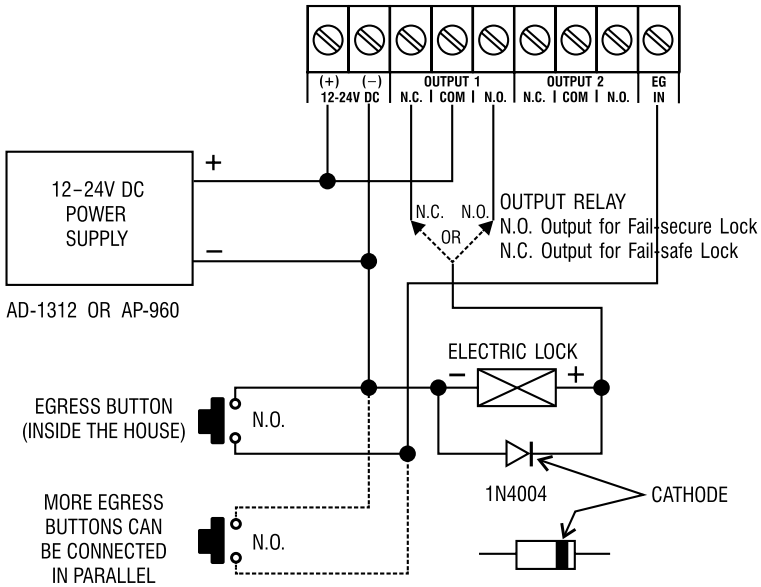 (+) (−) OUTPUT 1 OUTPUT 2 EG
12-24V DC N.C. COM N.O. N.C. COM N.O. IN
12–24V DC
POWER
SUPPLY
+
−
AD-1312 OR AP-960
N.C. N.O.
OR
OUTPUT RELAY
N.O. Output for Fail-secure Lock
N.C. Output for Fail-safe Lock
ELECTRIC LOCK
− +
EGRESS BUTTON
(INSIDE THE HOUSE)
N.O.
1N4004
CATHODE
MORE EGRESS
BUTTONS CAN
BE CONNECTED
IN PARALLEL
N.O.